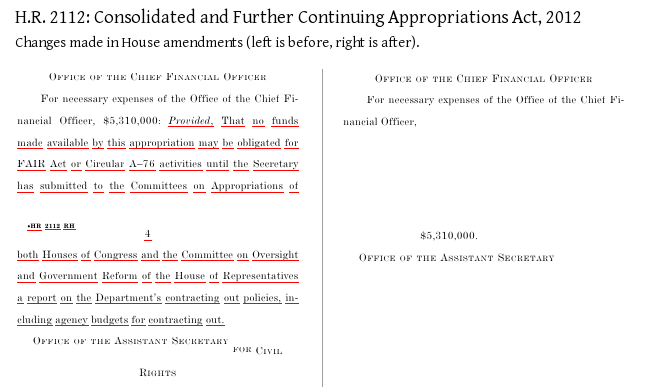 H.R. 2112: Consolidated and Further Continuing Appropriations Act, 2012
Changes made in House amendments (left is before, right is after).
OFFICE OF THE CHIEF FINANCIAL OFFICER
For necessary expenses of the Office of the Chief Fi-
nancial Officer, $5,310,000: Provided, That no funds
made available by this appropriation may be obligated for
FAIR Act or Circular A–76 activities until the Secretary
has submitted to the Committees on Appropriations of
•HR 2112 RH
4
both Houses of Congress and the Committee on Oversight
and Government Reform of the House of Representatives
a report on the Department's contracting out policies, in-
cluding agency budgets for contracting out.
OFFICE OF THE ASSISTANT SECRETARY FOR CIVIL
RIGHTS
OFFICE OF THE CHIEF FINANCIAL OFFICER
For necessary expenses of the Office of the Chief Fi-
nancial Officer,
$5,310,000.
OFFICE OF THE ASSISTANT SECRETARY